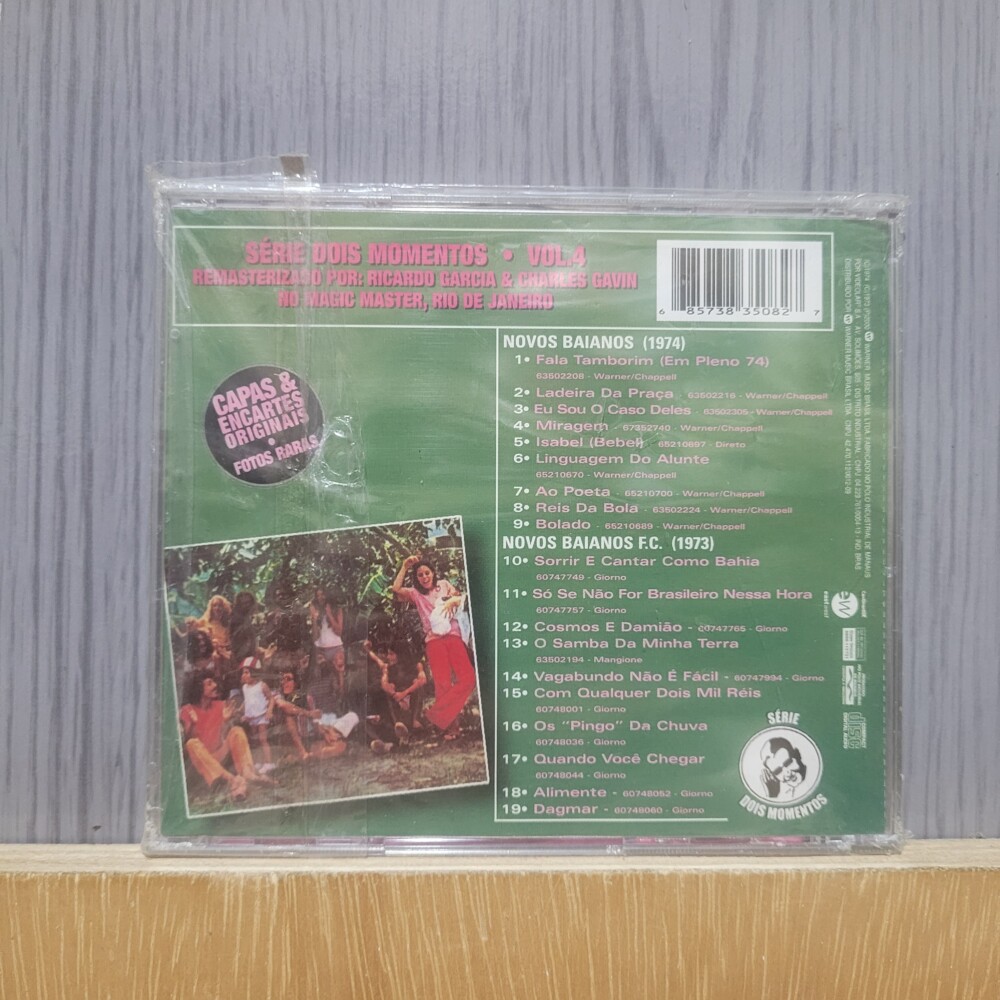 SÉRIE DOIS MOMENTOS • VOL.4
REMASTERIZADO POR: RICARDO GARCIA & CHARLES GAVIN
NO MAGIC MASTER, RIO DE JANEIRO
6 85738 35082 7
CAPAS &
ENCARTES
ORIGINAIS
•
FOTOS RARAS
NOVOS BAIANOS (1974)
1• Fala Tamborim (Em Pleno 74)
63502208 - Warner/Chappell
2• Ladeira Da Praça - 63502216 - Warner/Chappell
3• Eu Sou O Caso Deles - 63502305 - Warner/Chappell
4• Miragem - 67352740 - Warner/Chappell
5• Isabel (Bebel) - 65210697 - Direto
6• Linguagem Do Alunte
65210670 - Warner/Chappell
7• Ao Poeta - 65210700 - Warner/Chappell
8• Reis Da Bola - 63502224 - Warner/Chappell
9• Bolado - 65210689 - Warner/Chappell
NOVOS BAIANOS F.C. (1973)
10• Sorrir E Cantar Como Bahia
60747749 - Giorno
11• Só Se Não For Brasileiro Nessa Hora
60747757 - Giorno
12• Cosmos E Damião - 60747765 - Giorno
13• O Samba Da Minha Terra
63502194 - Mangione
14• Vagabundo Não É Fácil - 60747994 - Giorno
15• Com Qualquer Dois Mil Réis
60748001 - Giorno
16• Os "Pingo" Da Chuva
60748036 - Giorno
17• Quando Você Chegar
60748044 - Giorno
18• Alimente - 60748052 - Giorno
19• Dagmar - 60748060 - Giorno
SÉRIE
DOIS MOMENTOS